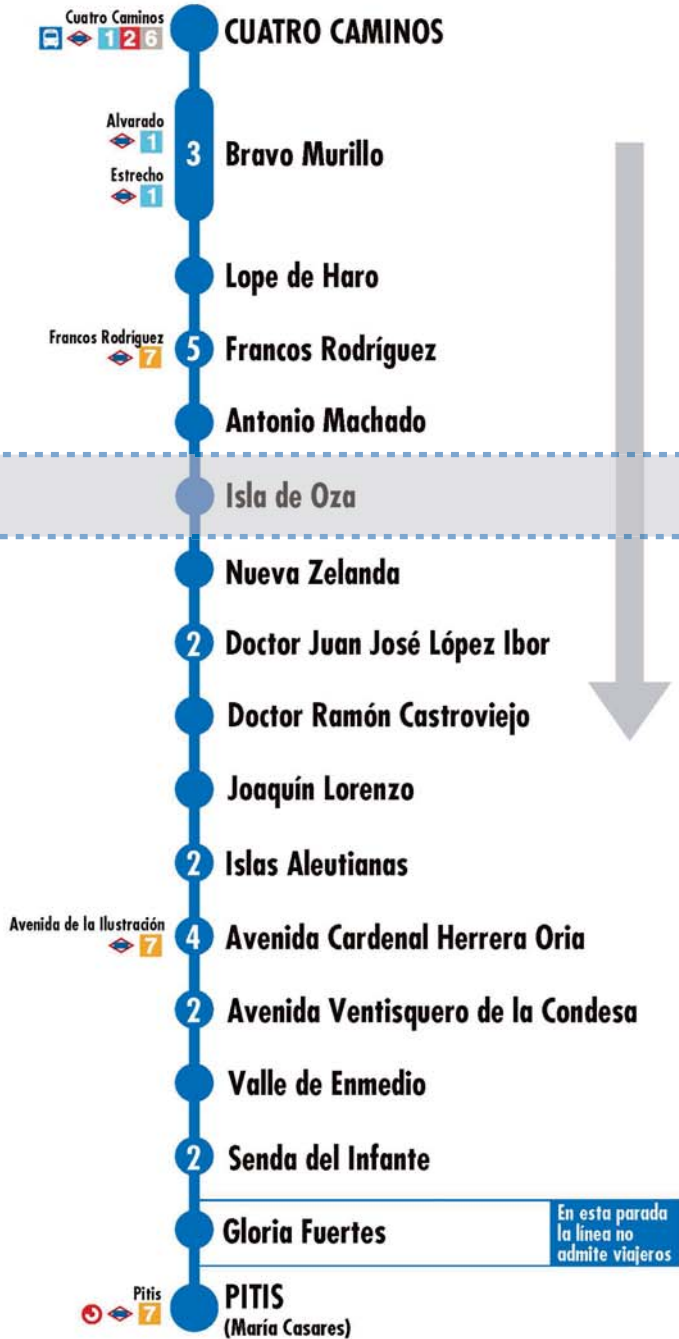 Cuatro Caminos
1 2 6
CUATRO CAMINOS
Alvarado
1
3
Bravo Murillo
Estrecho
1
Lope de Haro
Francos Rodríguez
7
5
Francos Rodríguez
Antonio Machado
Isla de Oza
Nueva Zelanda
2
Doctor Juan José López Ibor
Doctor Ramón Castroviejo
Joaquín Lorenzo
2
Islas Aleutianas
Avenida de la Ilustración
7
4
Avenida Cardenal Herrera Oria
2
Avenida Ventisquero de la Condesa
Valle de Enmedio
2
Senda del Infante
Gloria Fuertes
En esta parada
la línea no
admite viajeros
Pitis
7
PITIS
(María Casares)